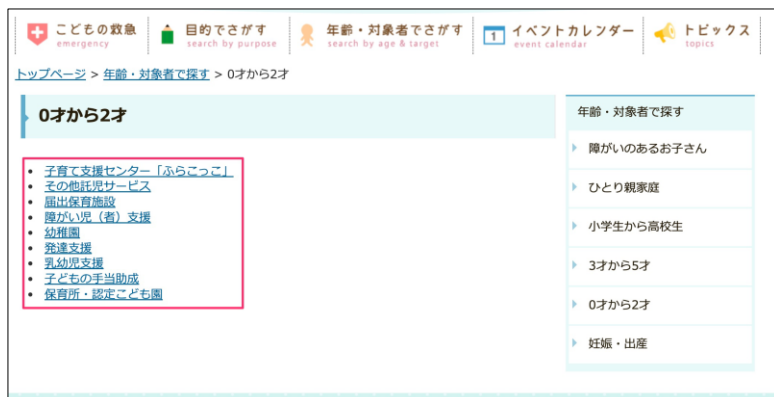 こどもの救急
emergency
目的でさがす
search by purpose
年齢・対象者でさがす
search by age & target
1
イベントカレンダー
event calendar
トピックス
topics
トップページ > 年齢・対象者で探す > 0才から2才
0才から2才
子育て支援センター「ふらこっこ」
その他託児サービス
届出保育施設
障がい児（者）支援
幼稚園
発達支援
乳幼児支援
子どもの手当助成
保育所・認定こども園
年齢・対象者で探す
障がいのあるお子さん
ひとり親家庭
小学生から高校生
3才から5才
0才から2才
妊娠・出産